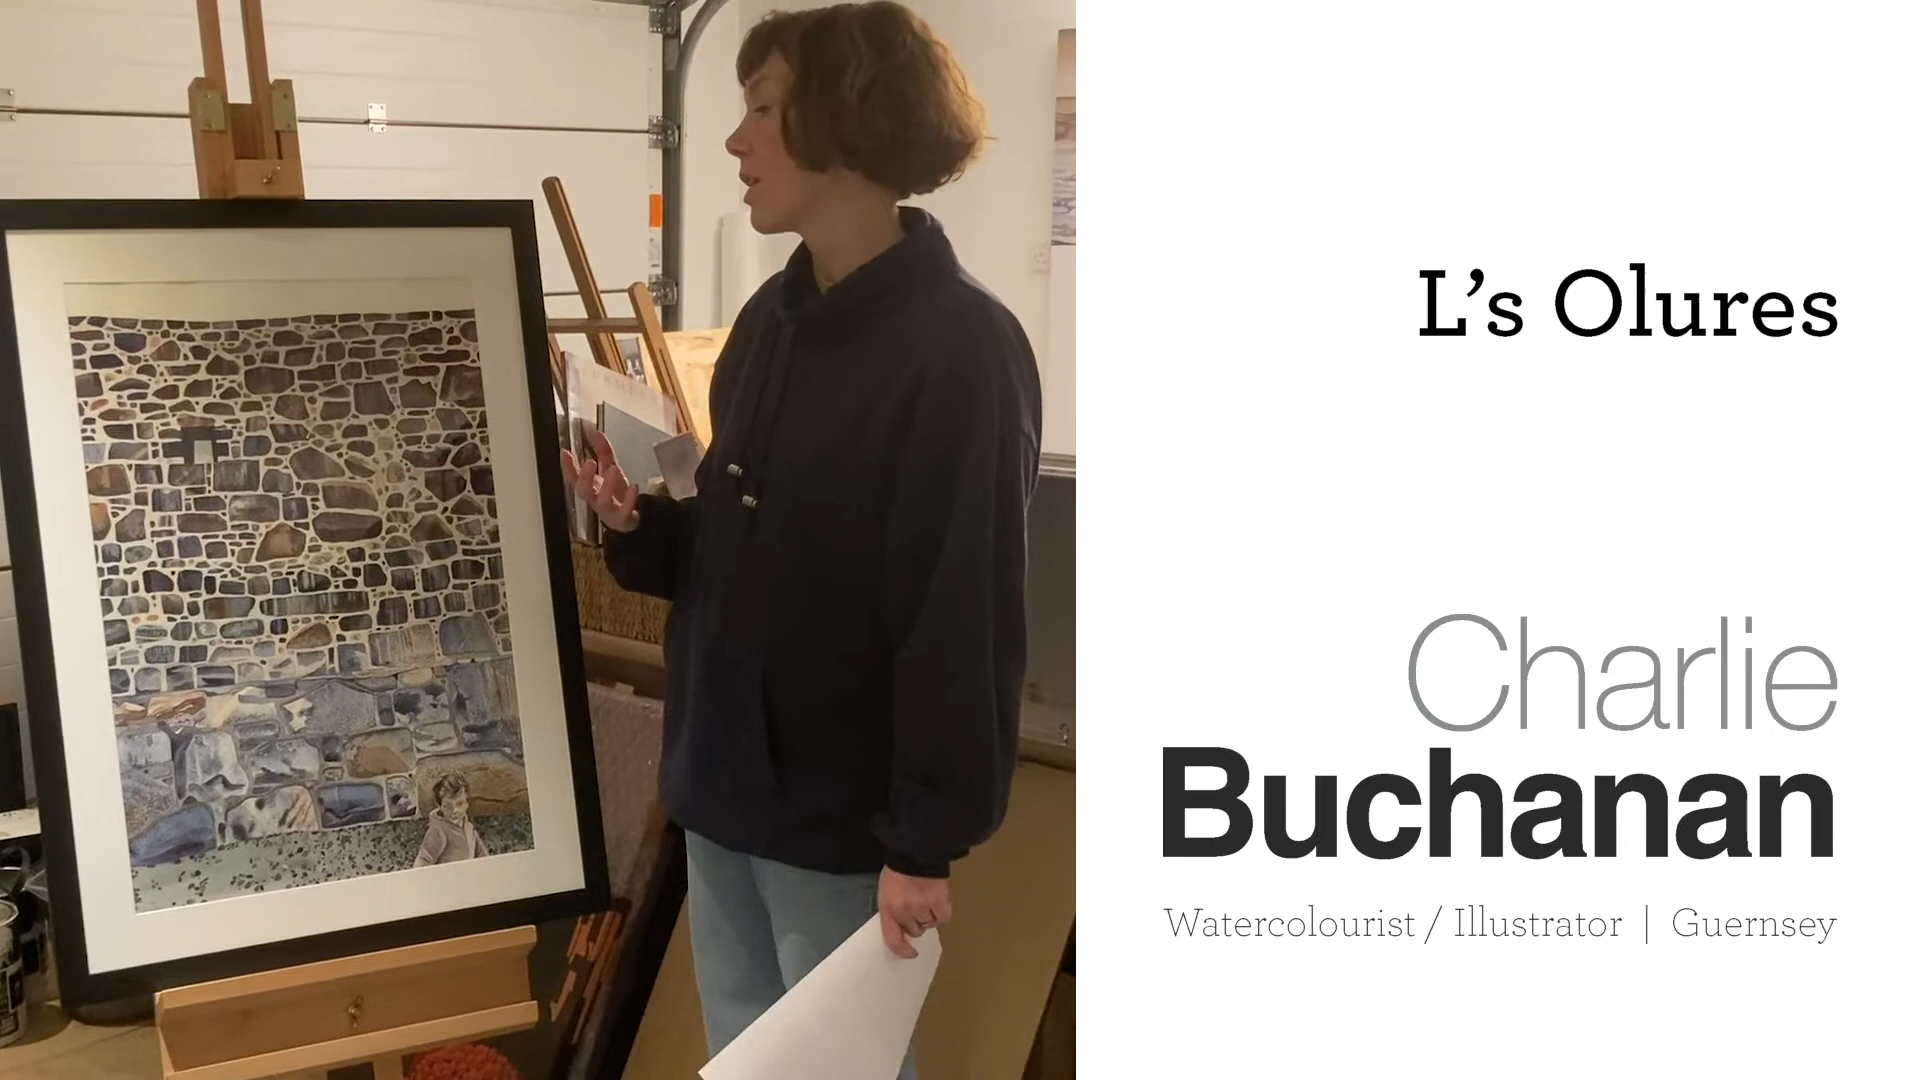 L's Olures
Charlie
Buchanan
Watercolourist / Illustrator | Guernsey